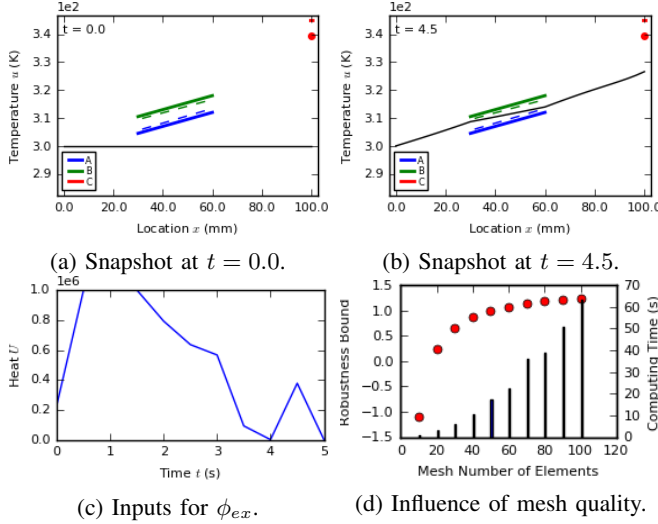 1e2
3.4
3.3
3.2
3.1
3.0
2.9
t = 0.0
A
B
C
0.0 20.0 40.0 60.0 80.0 100.0
Location x (mm)
Temperature u (K)
(a) Snapshot at t = 0.0.
1e2
3.4
3.3
3.2
3.1
3.0
2.9
t = 4.5
A
B
C
0.0 20.0 40.0 60.0 80.0 100.0
Location x (mm)
Temperature u (K)
(b) Snapshot at t = 4.5.
1e6
1.0
0.8
0.6
0.4
0.2
0.0
0 1 2 3 4 5
Time t (s)
Heat U
(c) Inputs for ϕex.
1.5
1.0
0.5
0.0
−0.5
−1.0
−1.5
Robustness Bound
70
60
50
40
30
20
10
0
Computing Time (s)
0 20 40 60 80 100 120
Mesh Number of Elements
(d) Influence of mesh quality.